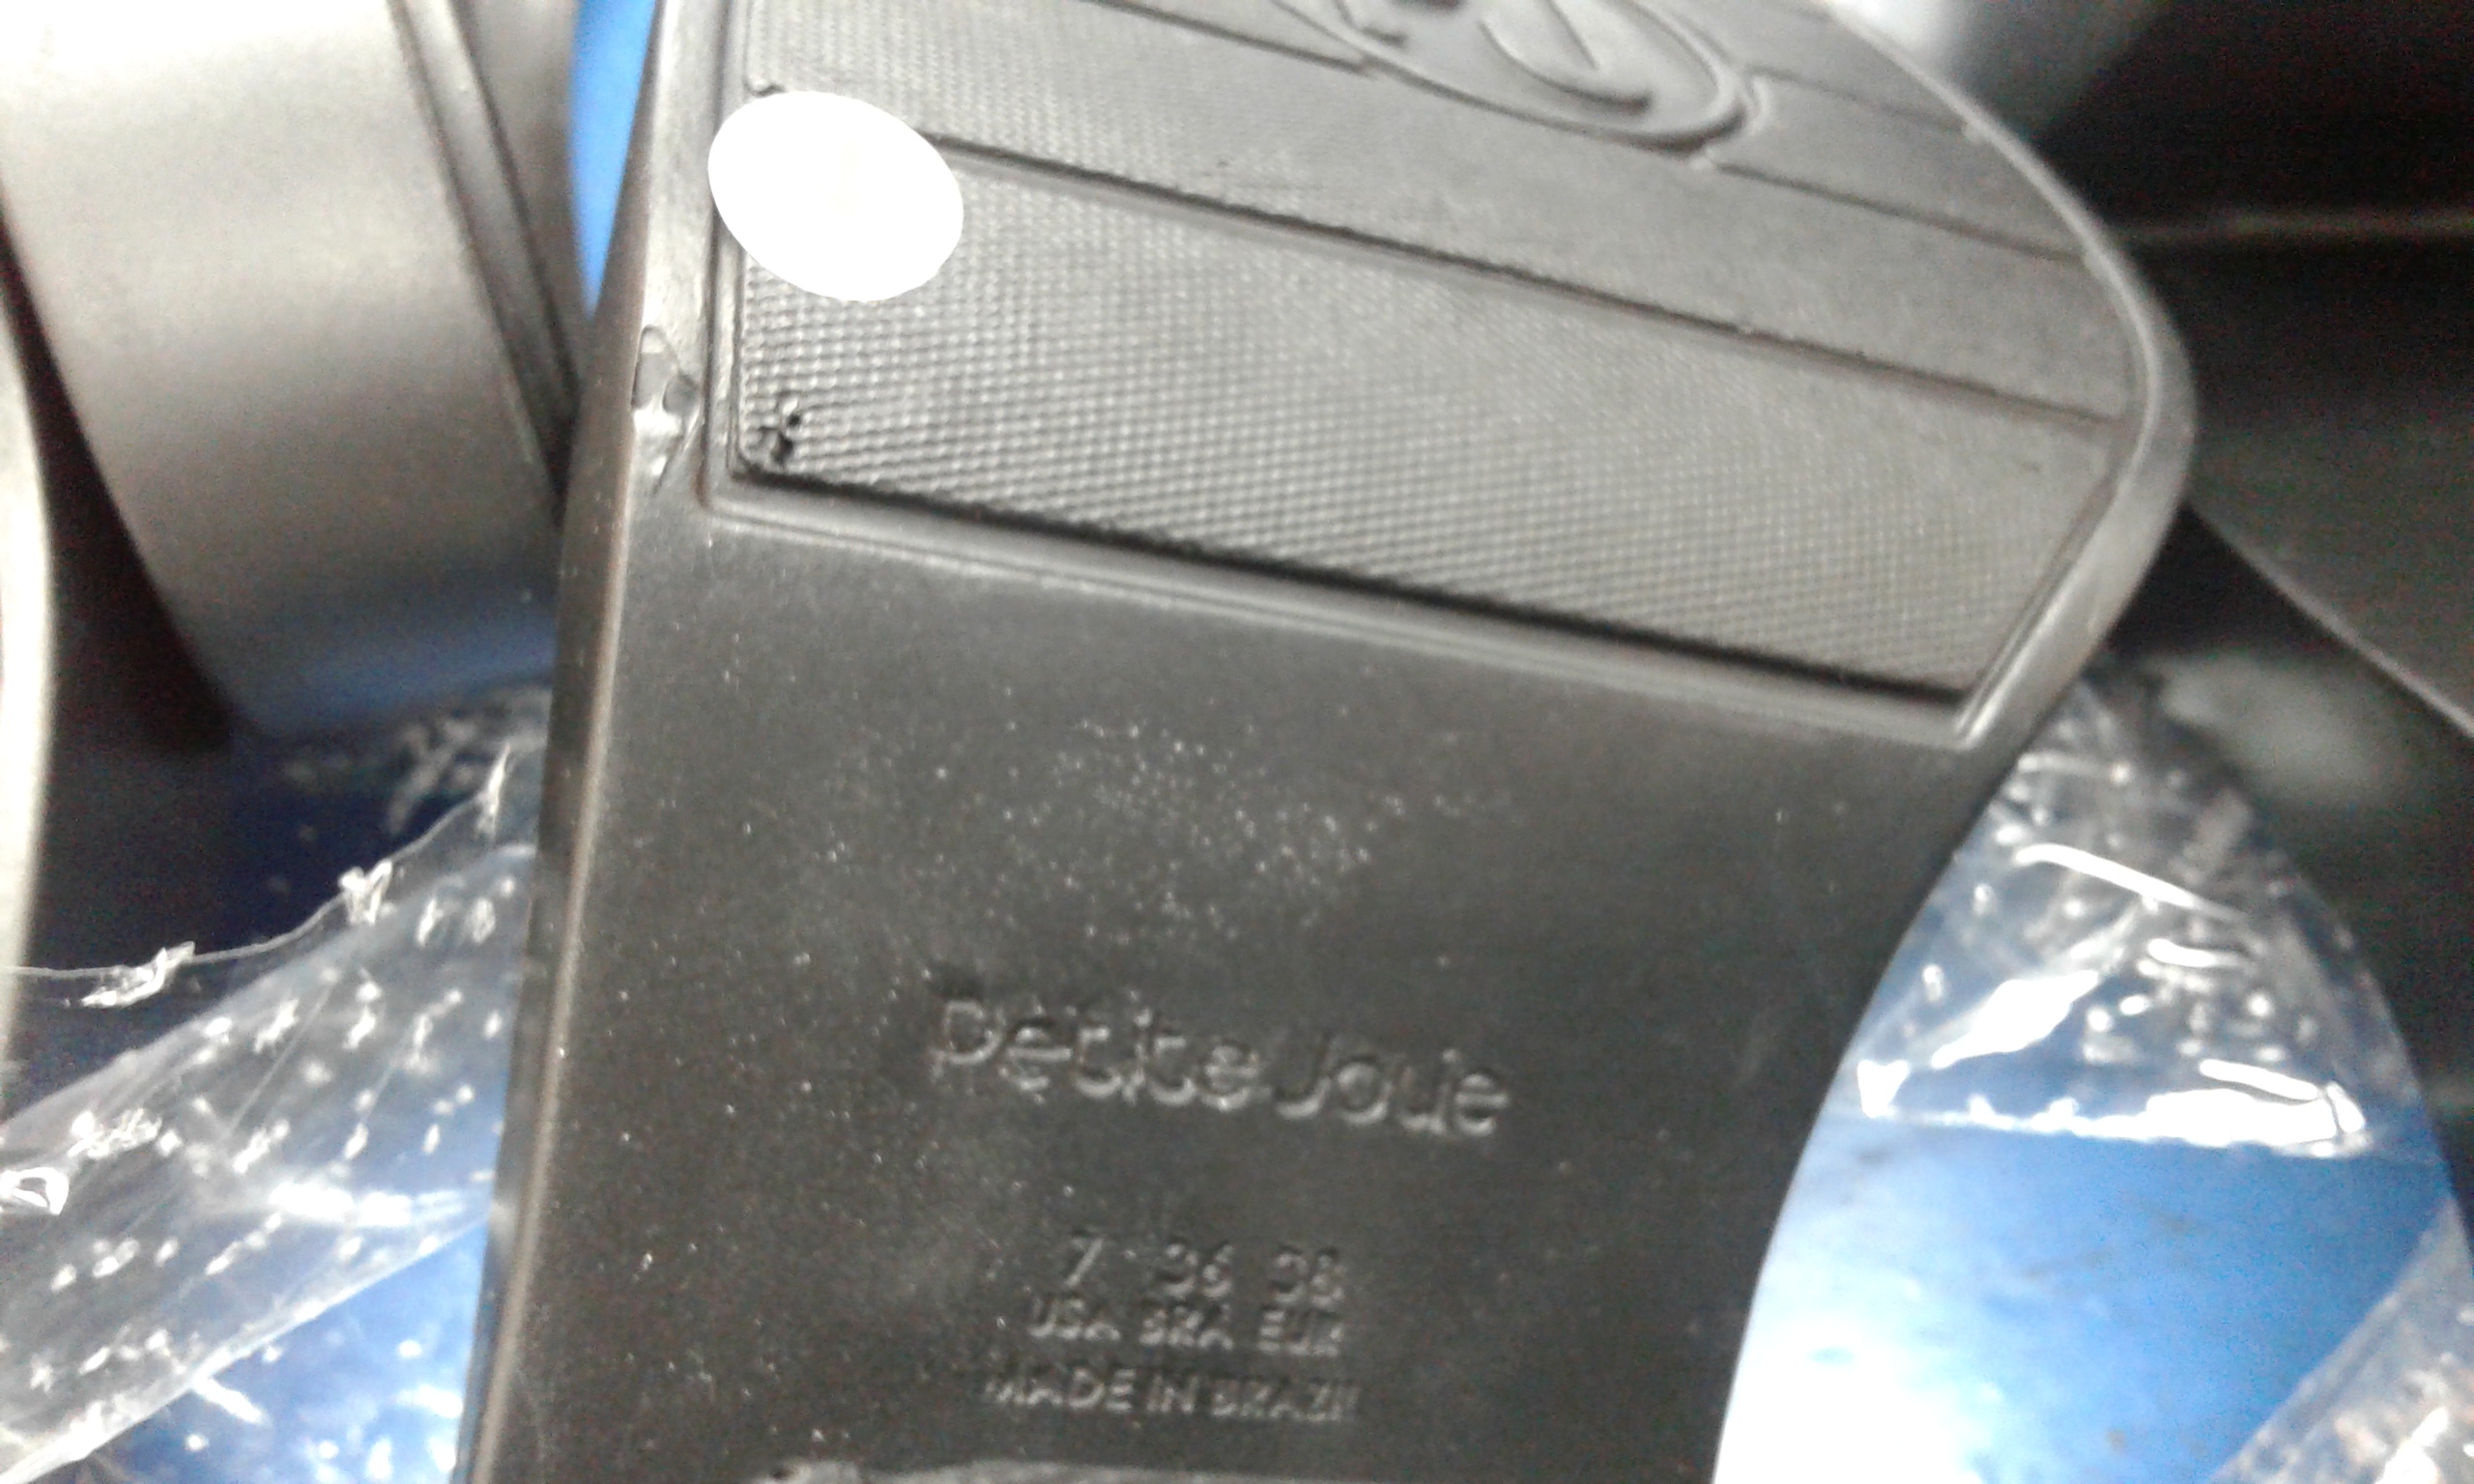 petite Jolie
7 36 38
USA BRA EUR
MADE IN BRAZIL